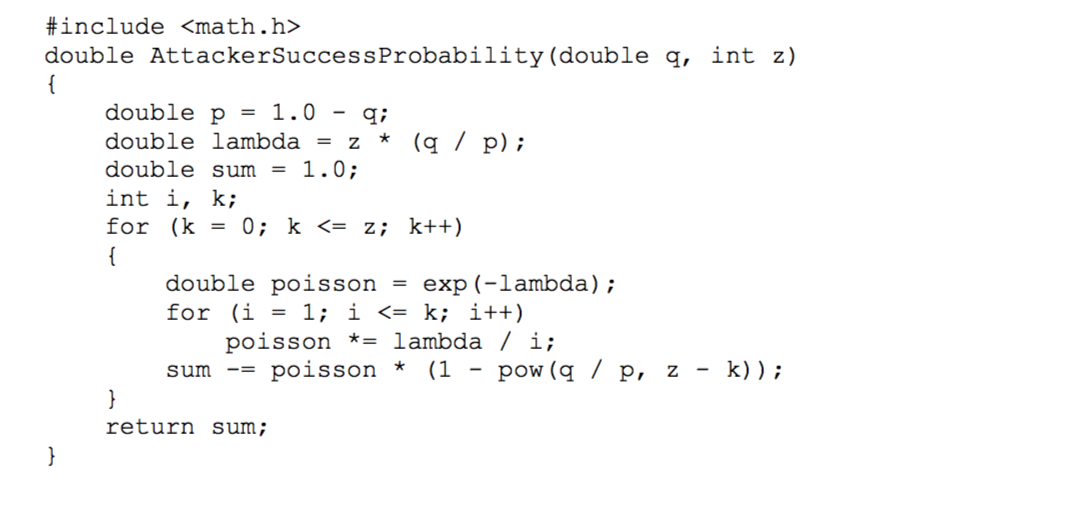 #include <math.h>
double AttackerSuccessProbability(double q, int z)
{
    double p = 1.0 - q;
    double lambda = z * (q / p);
    double sum = 1.0;
    int i, k;
    for (k = 0; k <= z; k++)
    {
        double poisson = exp(-lambda);
        for (i = 1; i <= k; i++)
            poisson *= lambda / i;
        sum -= poisson * (1 - pow(q / p, z - k));
    }
    return sum;
}